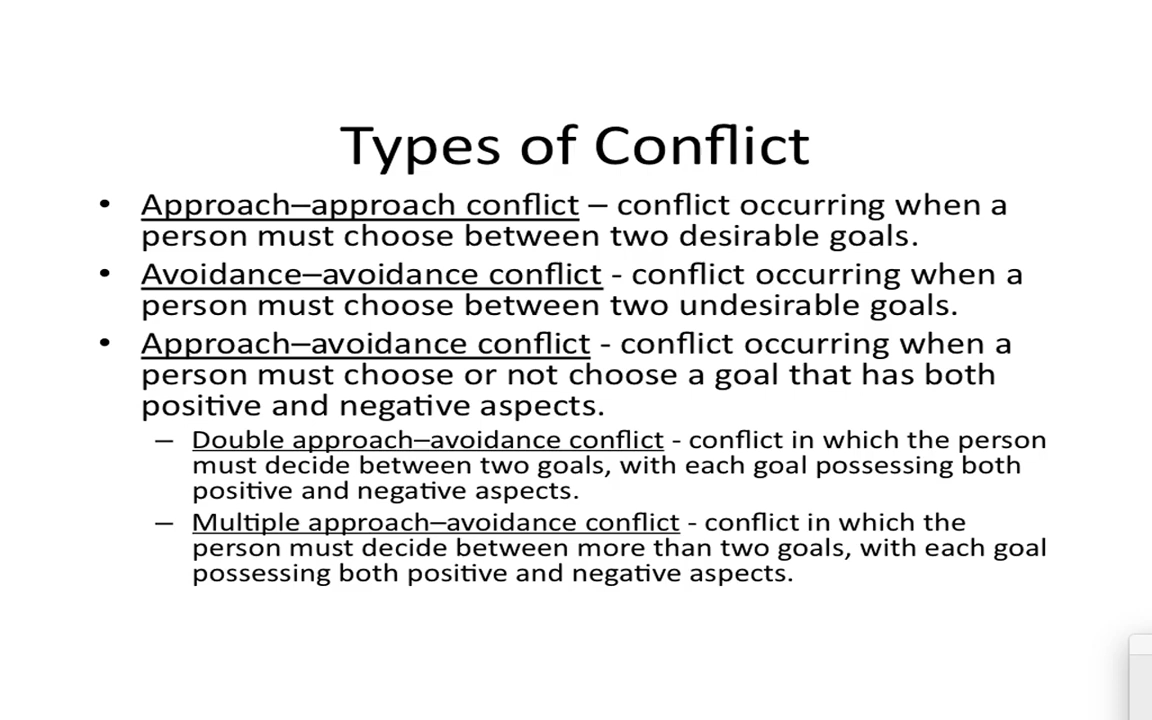 Types of Conflict
• Approach–approach conflict – conflict occurring when a
person must choose between two desirable goals.
• Avoidance–avoidance conflict - conflict occurring when a
person must choose between two undesirable goals.
• Approach–avoidance conflict - conflict occurring when a
person must choose or not choose a goal that has both
positive and negative aspects.
– Double approach–avoidance conflict - conflict in which the person
must decide between two goals, with each goal possessing both
positive and negative aspects.
– Multiple approach–avoidance conflict - conflict in which the
person must decide between more than two goals, with each goal
possessing both positive and negative aspects.